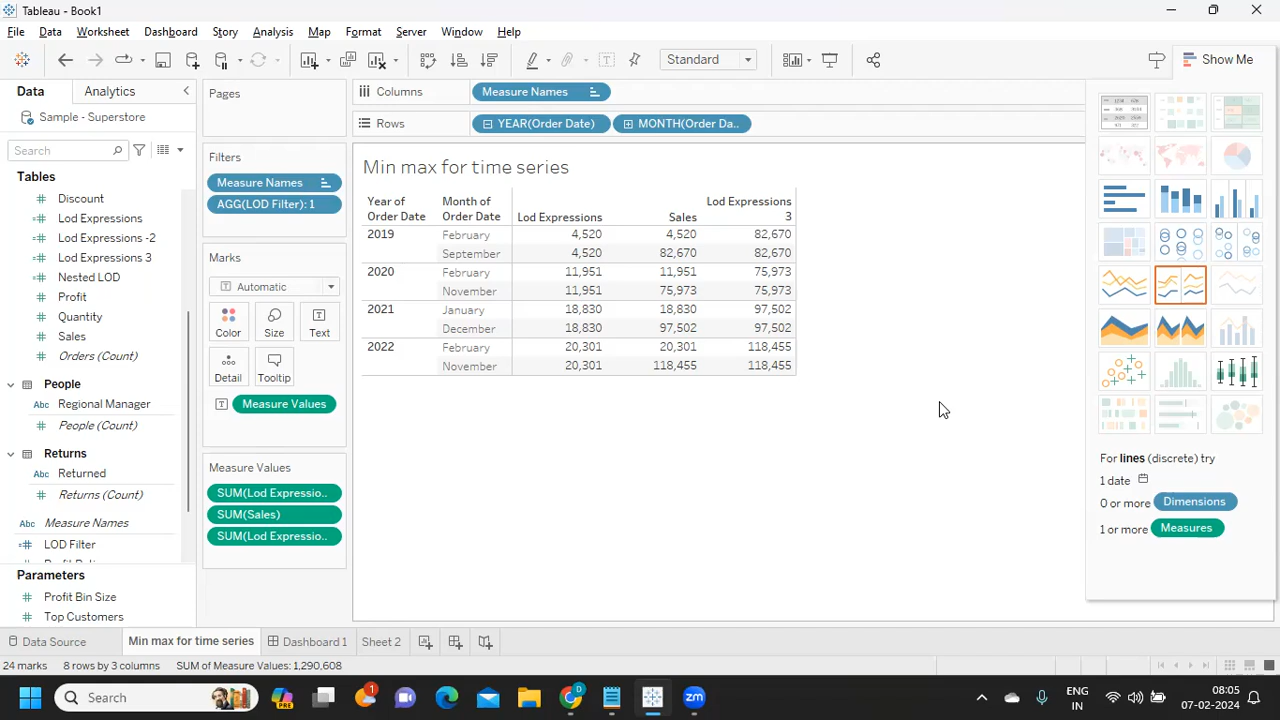 Tableau - Book1
File Data Worksheet Dashboard Story Analysis Map Format Server Window Help
Standard
Show Me
Data Analytics
Sample - Superstore
Search
Tables
Discount
Lod Expressions
Lod Expressions -2
Lod Expressions 3
Nested LOD
Profit
Quantity
Sales
Orders (Count)
People
Abc Regional Manager
People (Count)
Returns
Abc Returned
Returns (Count)
Abc Measure Names
LOD Filter
Parameters
Profit Bin Size
Top Customers
Pages
Filters
Measure Names
AGG(LOD Filter): 1
Marks
Automatic
Color Size Text
Detail Tooltip
Measure Values
Measure Values
SUM(Lod Expressio..
SUM(Sales)
SUM(Lod Expressio..
Columns Measure Names
Rows YEAR(Order Date) MONTH(Order Da..
Min max for time series
Year of Order Date Month of Order Date Lod Expressions Sales Lod Expressions 3
2019 February 4,520 4,520 82,670
September 4,520 82,670 82,670
2020 February 11,951 11,951 75,973
November 11,951 75,973 75,973
2021 January 18,830 18,830 97,502
December 18,830 97,502 97,502
2022 February 20,301 20,301 118,455
November 20,301 118,455 118,455
For lines (discrete) try
1 date
0 or more Dimensions
1 or more Measures
Data Source Min max for time series Dashboard 1 Sheet 2
24 marks 8 rows by 3 columns SUM of Measure Values: 1,290,608
Search
PRE
1
ENG
IN
08:05
07-02-2024